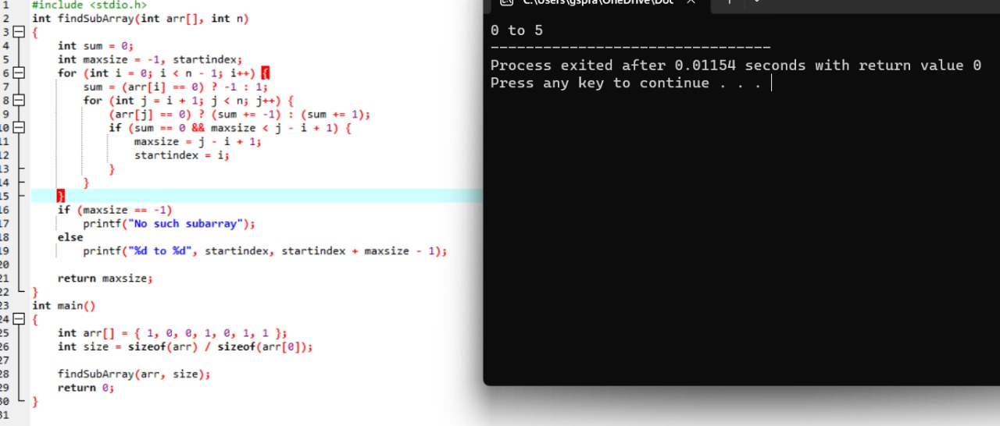 1 #include <stdio.h>
2 int findSubArray(int arr[], int n)
3 {
4 int sum = 0;
5 int maxsize = -1, startindex;
6 for (int i = 0; i < n - 1; i++) {
7 sum = (arr[i] == 0) ? -1 : 1;
8 for (int j = i + 1; j < n; j++) {
9 (arr[j] == 0) ? (sum += -1) : (sum += 1);
10 if (sum == 0 && maxsize < j - i + 1) {
11 maxsize = j - i + 1;
12 startindex = i;
13 }
14 }
15 }
16 if (maxsize == -1)
17 printf("No such subarray");
18 else
19 printf("%d to %d", startindex, startindex + maxsize - 1);
20
21 return maxsize;
22 }
23 int main()
24 {
25 int arr[] = { 1, 0, 0, 1, 0, 1, 1 };
26 int size = sizeof(arr) / sizeof(arr[0]);
27
28 findSubArray(arr, size);
29 return 0;
30 }
31
C:\Users\gspra\OneDrive\Doc
0 to 5
--------------------------------
Process exited after 0.01154 seconds with return value 0
Press any key to continue . . .